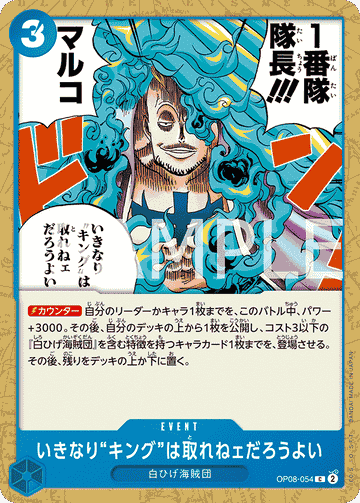 3
1番隊
隊長!!!
マルコ
ドン
いきなり
“キング”は
取れねェ
だろうよい
SAMPLE
カウンター 自分のリーダーかキャラ1枚までを、このバトル中、パワー
+3000。その後、自分のデッキの上から1枚を公開し、コスト3以下の
『白ひげ海賊団』を含む特徴を持つキャラカード1枚までを、登場させる。
その後、残りをデッキの上か下に置く。
EVENT
いきなり“キング”は取れねェだろうよい
白ひげ海賊団
OP08-054 C 2